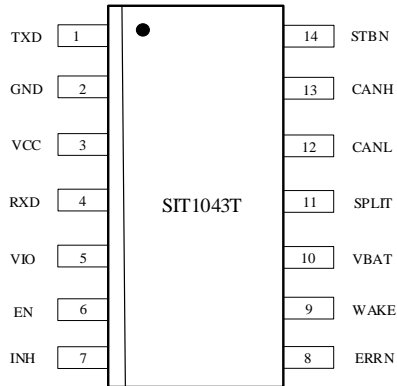 TXD 1 14 STBN
GND 2 13 CANH
VCC 3 12 CANL
RXD 4 SIT1043T 11 SPLIT
VIO 5 10 VBAT
EN 6 9 WAKE
INH 7 8 ERRN